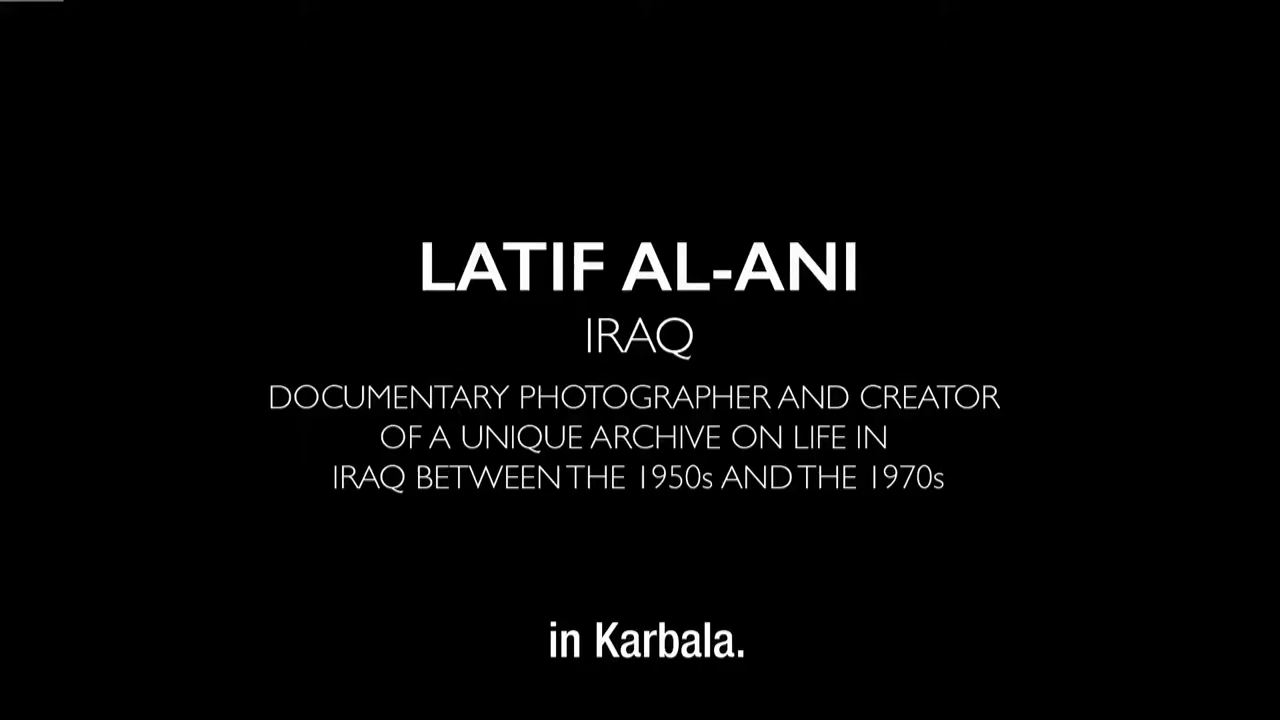 LATIF AL-ANI
IRAQ
DOCUMENTARY PHOTOGRAPHER AND CREATOR
OF A UNIQUE ARCHIVE ON LIFE IN
IRAQ BETWEEN THE 1950s AND THE 1970s
in Karbala.